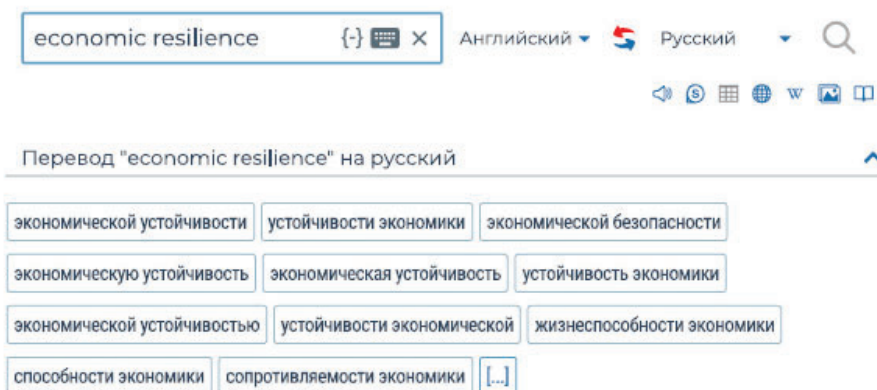 economic resilience {-} × Английский Русский
Перевод "economic resilience" на русский
экономической устойчивости устойчивости экономики экономической безопасности
экономическую устойчивость экономическая устойчивость устойчивость экономики
экономической устойчивостью устойчивости экономической жизнеспособности экономики
способности экономики сопротивляемости экономики [...]